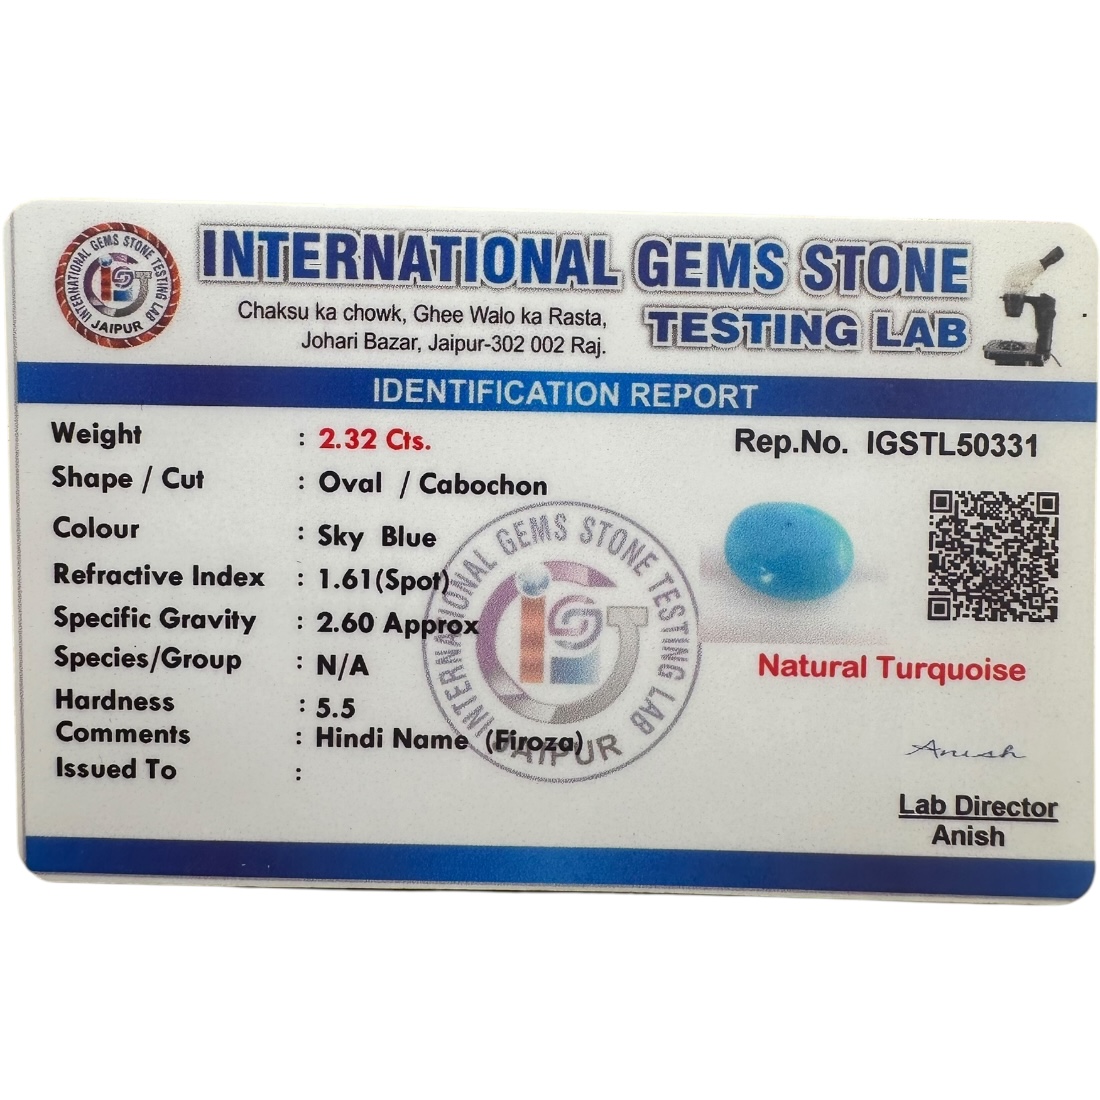 INTERNATIONAL GEMS STONE
TESTING LAB
Chaksu ka chowk, Ghee Walo ka Rasta,
Johari Bazar, Jaipur-302 002 Raj.
INTERNATIONAL GEMS STONE TESTING LAB
JAIPUR
IDENTIFICATION REPORT
Weight : 2.32 Cts.
Rep.No. IGSTL50331
Shape / Cut : Oval / Cabochon
Colour : Sky Blue
Refractive Index : 1.61(Spot)
Specific Gravity : 2.60 Approx
Species/Group : N/A
Hardness : 5.5
Comments : Hindi Name (Firoza)
Issued To :
INTERNATIONAL GEMS STONE TESTING LAB
JAIPUR
Natural Turquoise
Anish
Lab Director
Anish